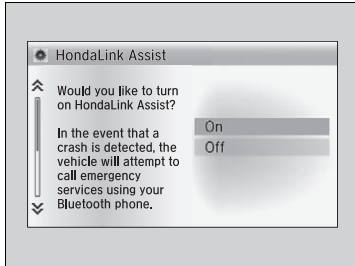 HondaLink Assist
Would you like to turn
on HondaLink Assist?
In the event that a
crash is detected, the
vehicle will attempt to
call emergency
services using your
Bluetooth phone.
On
Off